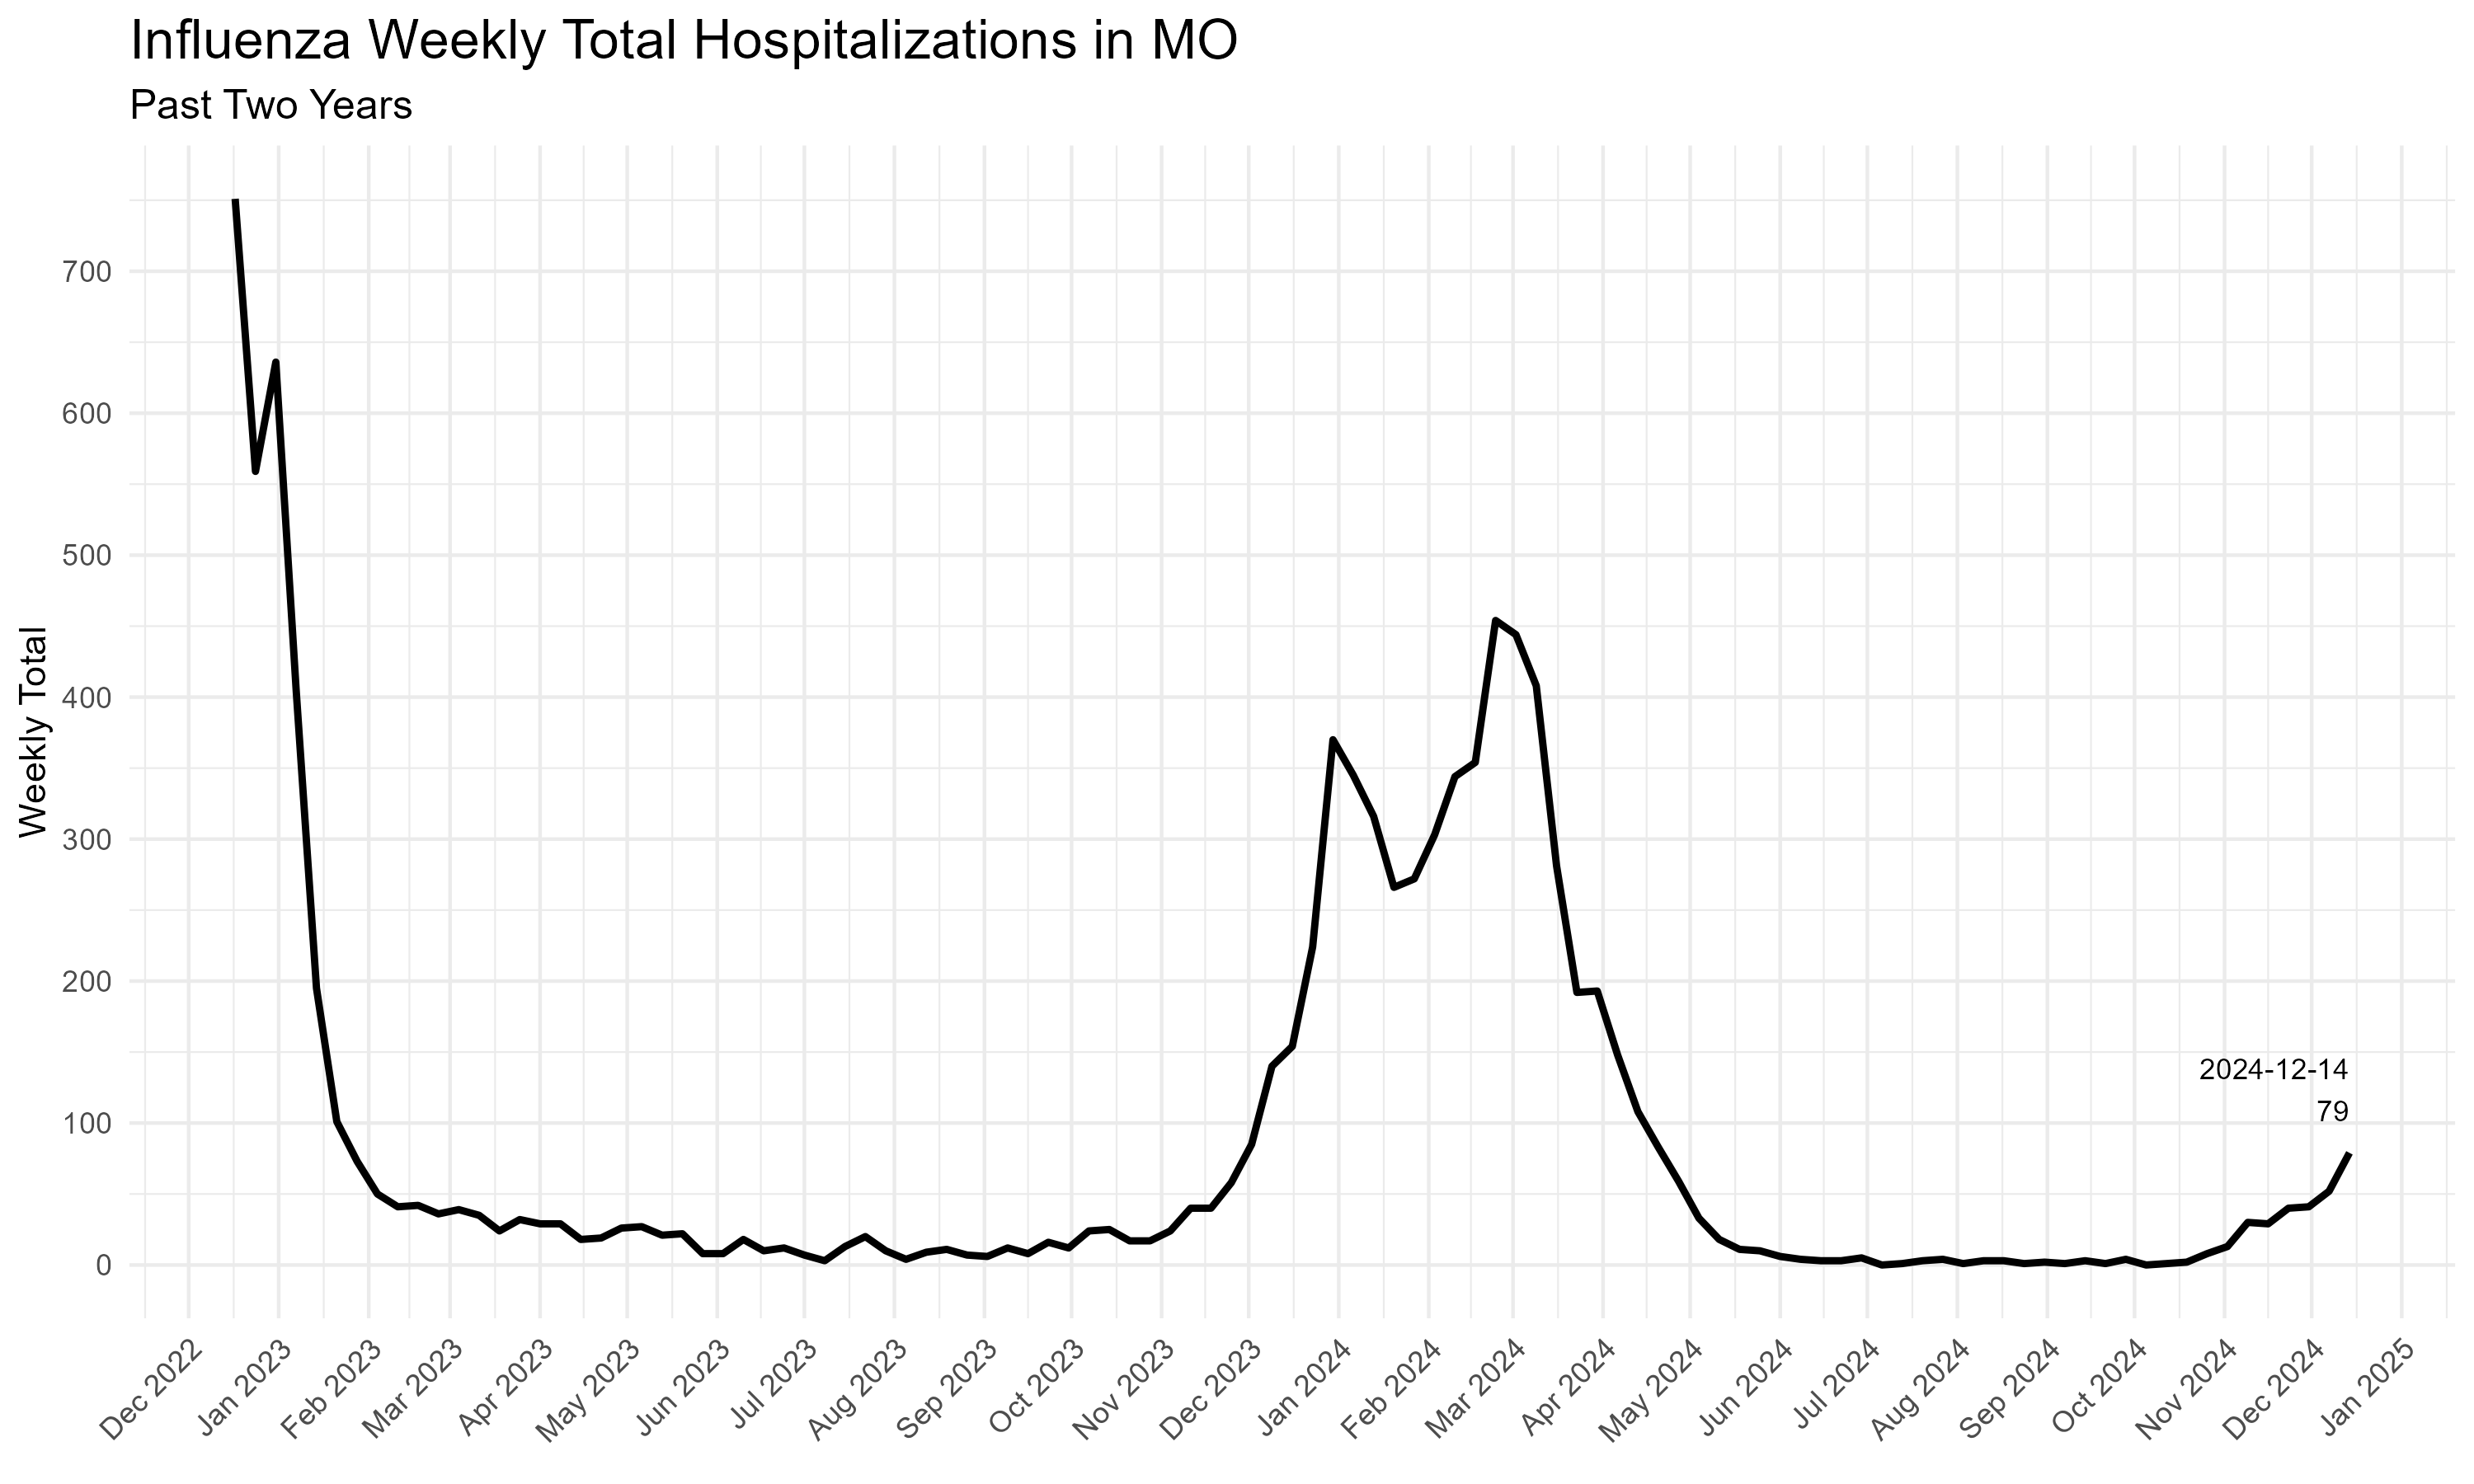 Influenza Weekly Total Hospitalizations in MO
Past Two Years
Weekly Total
700
600
500
400
300
200
100
0
2024-12-14
79
Dec 2022
Jan 2023
Feb 2023
Mar 2023
Apr 2023
May 2023
Jun 2023
Jul 2023
Aug 2023
Sep 2023
Oct 2023
Nov 2023
Dec 2023
Jan 2024
Feb 2024
Mar 2024
Apr 2024
May 2024
Jun 2024
Jul 2024
Aug 2024
Sep 2024
Oct 2024
Nov 2024
Dec 2024
Jan 2025